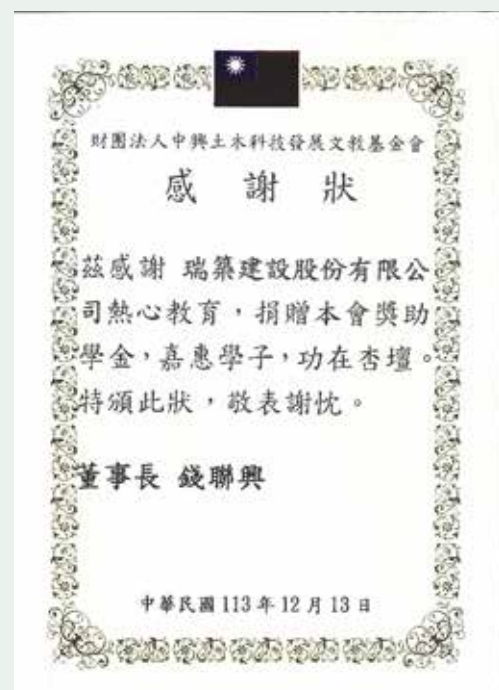 財團法人中興土木科技發展文教基金會
感謝狀
茲感謝 瑞築建設股份有限公
司熱心教育，捐贈本會獎助
學金，嘉惠學子，功在杏壇。
特頒此狀，敬表謝忱。
董事長 錢聯興
中華民國113年12月13日